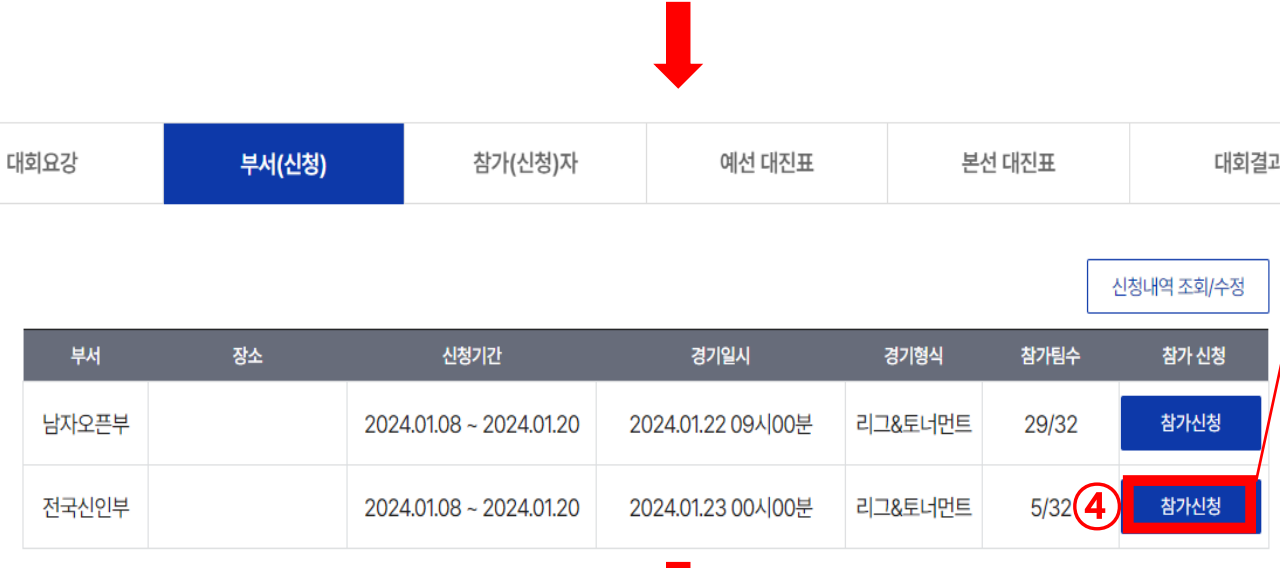 대회요강 부서(신청) 참가(신청)자 예선 대진표 본선 대진표 대회결과
신청내역 조회/수정
부서 장소 신청기간 경기일시 경기형식 참가팀수 참가 신청
남자오픈부 2024.01.08 ~ 2024.01.20 2024.01.22 09시00분 리그&토너먼트 29/32 참가신청
전국신인부 2024.01.08 ~ 2024.01.20 2024.01.23 00시00분 리그&토너먼트 5/32 ④ 참가신청